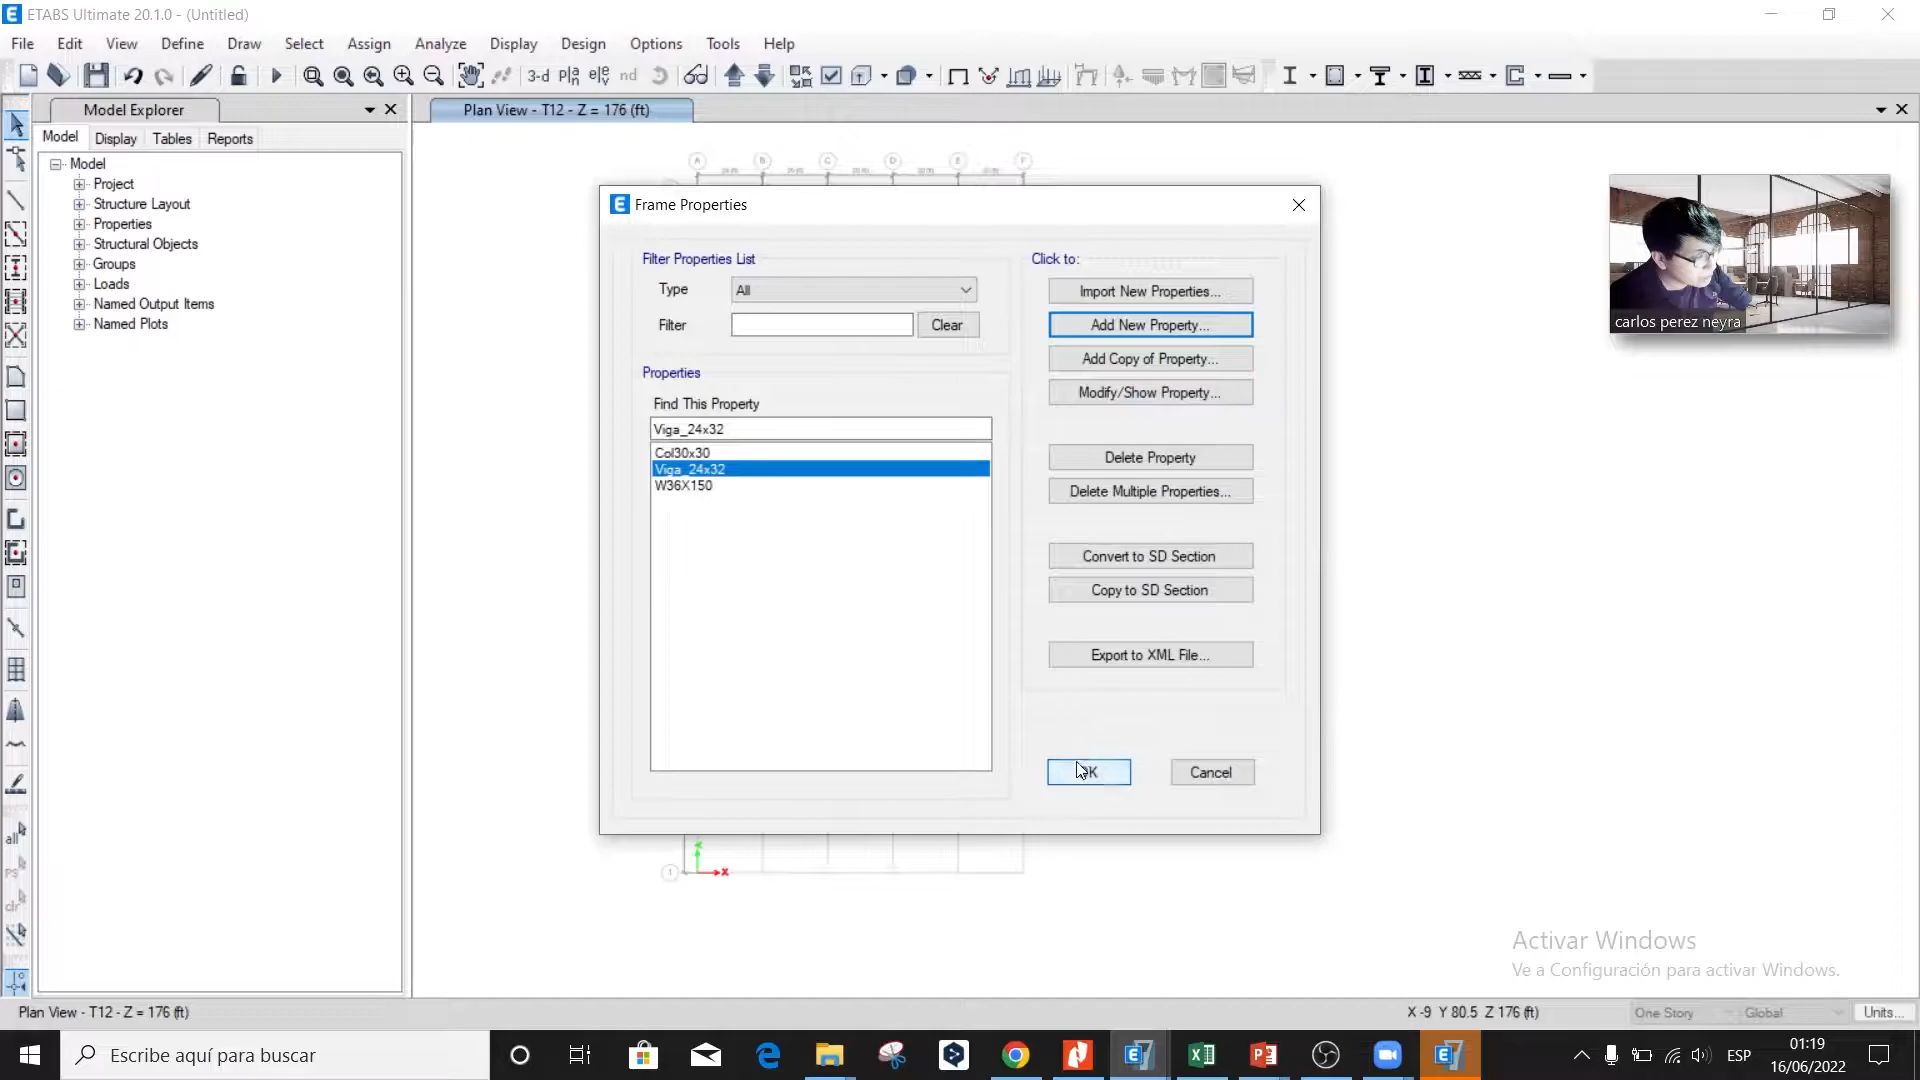 ETABS Ultimate 20.1.0 - (Untitled)
File Edit View Define Draw Select Assign Analyze Display Design Options Tools Help
3-d nd
Model Explorer
Plan View - T12 - Z = 176 (ft)
Model Display Tables Reports
Model
Project
Structure Layout
Properties
Structural Objects
Groups
Loads
Named Output Items
Named Plots
A B C D E F
Frame Properties
Filter Properties List
Type All
Filter Clear
Properties
Find This Property
Viga_24x32
Col30x30
Viga_24x32
W36X150
Click to:
Import New Properties...
Add New Property...
Add Copy of Property...
Modify/Show Property...
Delete Property
Delete Multiple Properties...
Convert to SD Section
Copy to SD Section
Export to XML File...
OK Cancel
carlos perez neyra
1 X
all
ps
clr
Activar Windows
Ve a Configuración para activar Windows.
Plan View - T12 - Z = 176 (ft)
X -9 Y 80.5 Z 176 (ft)
One Story Global Units...
Escribe aquí para buscar
ESP
01:19
16/06/2022